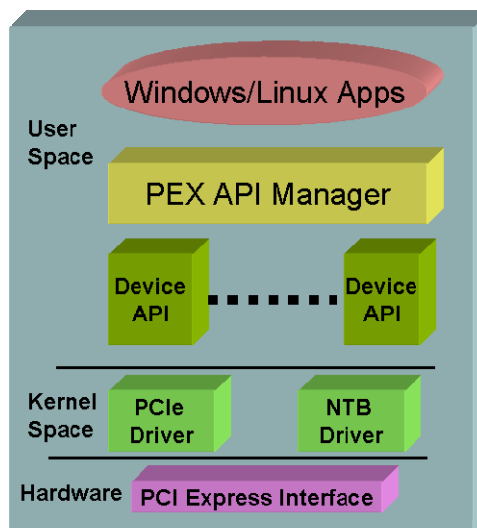 Windows/Linux Apps
User
Space
PEX API Manager
Device
API
Device
API
Kernel
Space
PCIe
Driver
NTB
Driver
Hardware
PCI Express Interface